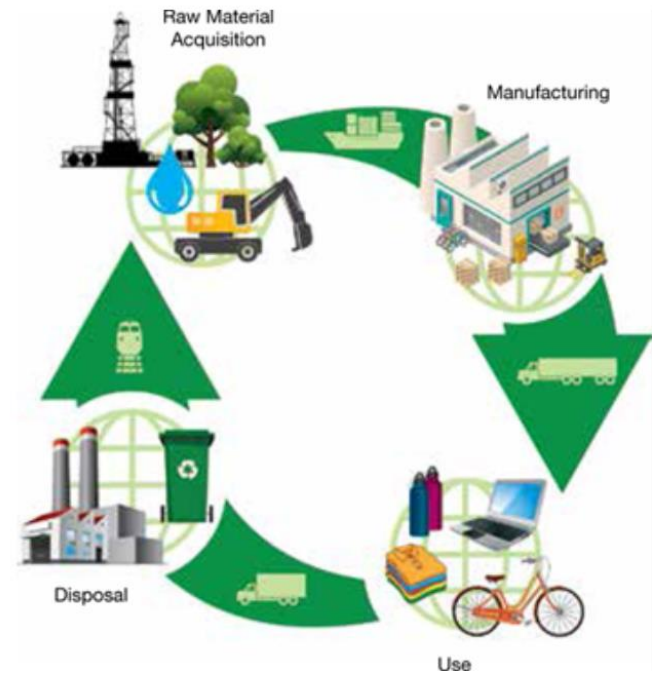 Raw Material
Acquisition
Manufacturing
Disposal
Use